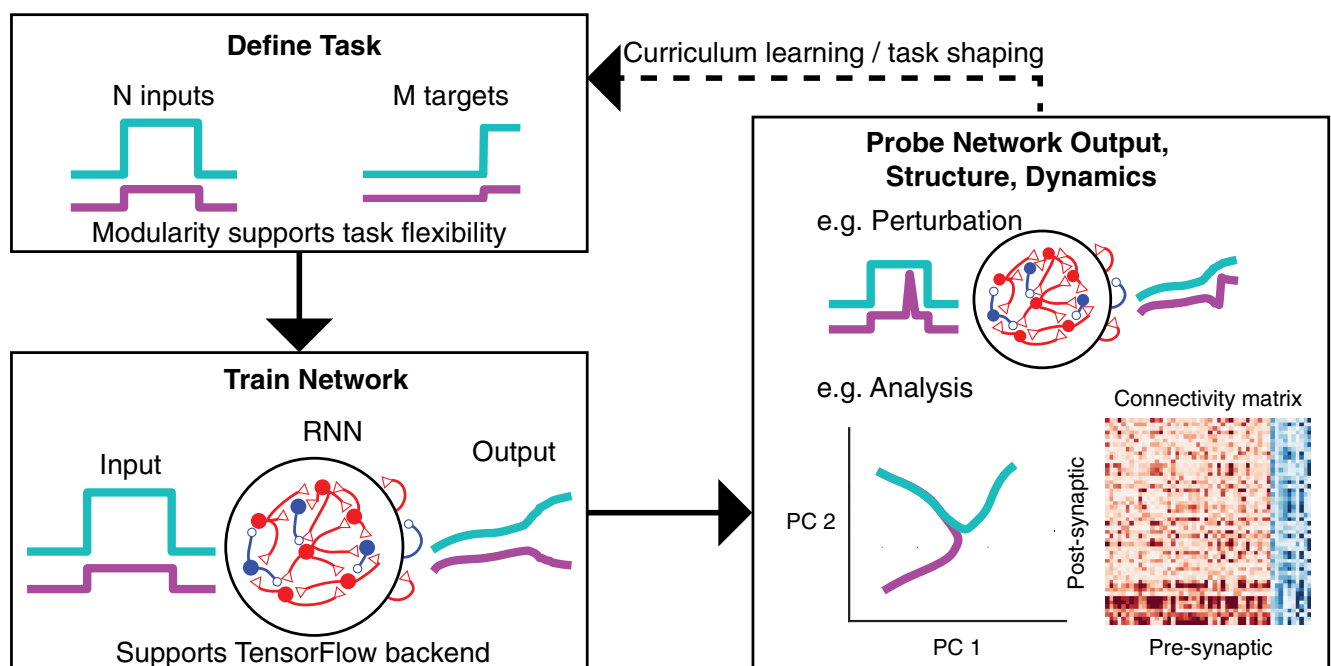 Define Task
N inputs
M targets
Modularity supports task flexibility
Curriculum learning / task shaping
Train Network
RNN
Input
Output
Supports TensorFlow backend
Probe Network Output,
Structure, Dynamics
e.g. Perturbation
e.g. Analysis
PC 2
PC 1
Connectivity matrix
Post-synaptic
Pre-synaptic